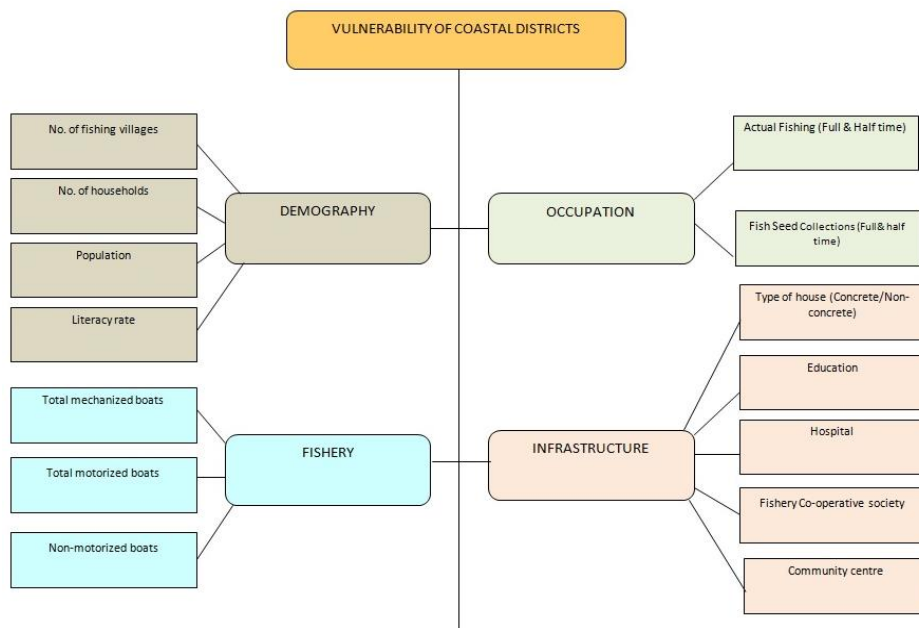 VULNERABILITY OF COASTAL DISTRICTS
No. of fishing villages
No. of households
Population
Literacy rate
DEMOGRAPHY
OCCUPATION
Actual Fishing (Full & Half time)
Fish Seed Collections (Full& half
time)
Total mechanized boats
Total motorized boats
Non-motorized boats
FISHERY
INFRASTRUCTURE
Type of house (Concrete/Non-
concrete)
Education
Hospital
Fishery Co-operative society
Community centre